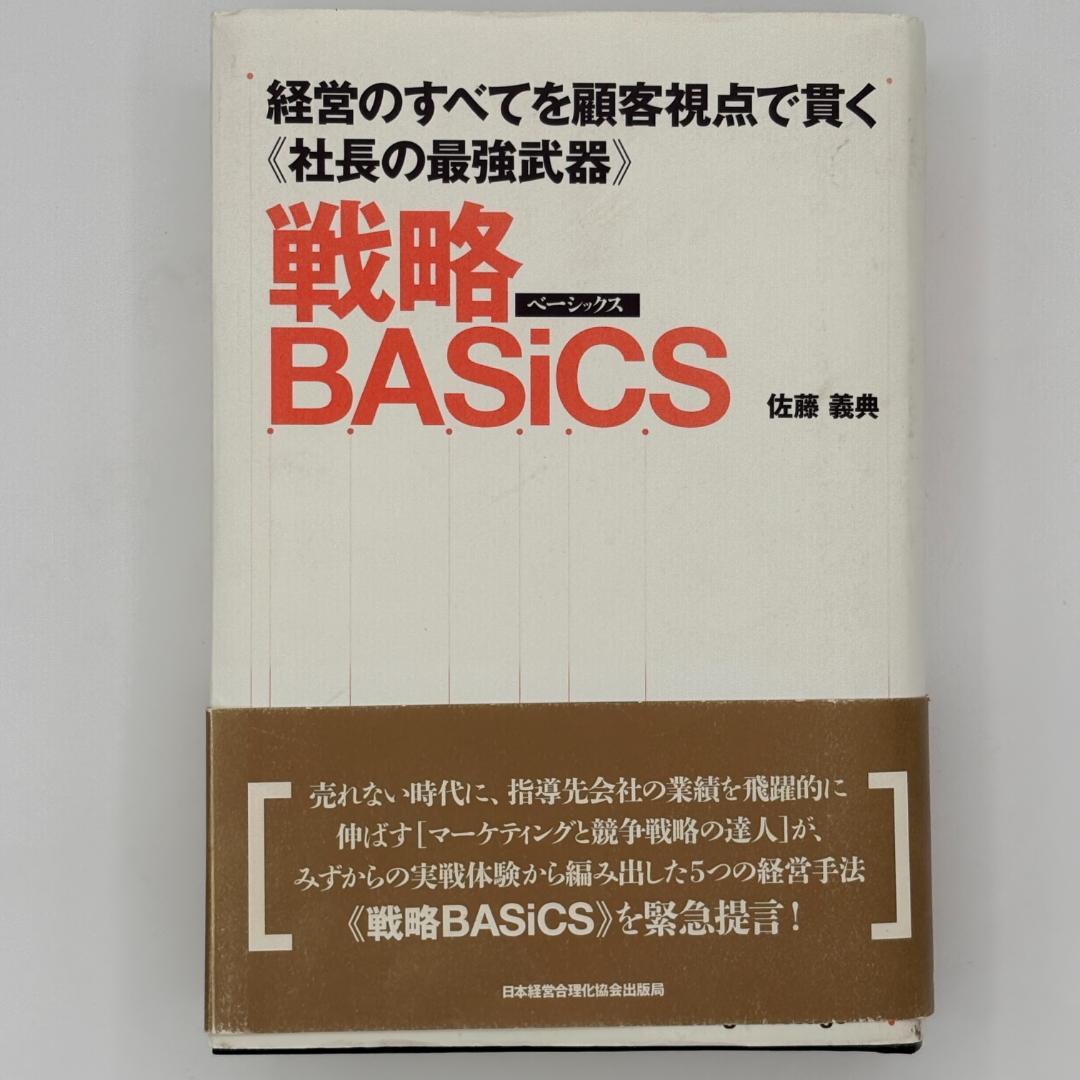 経営のすべてを顧客視点で貫く
《社長の最強武器》
戦略
ベーシックス
BASiCS
佐藤 義典
売れない時代に、指導先会社の業績を飛躍的に
伸ばす[マーケティングと競争戦略の達人]が、
みずからの実戦体験から編み出した5つの経営手法
《戦略BASiCS》を緊急提言!
日本経営合理化協会出版局